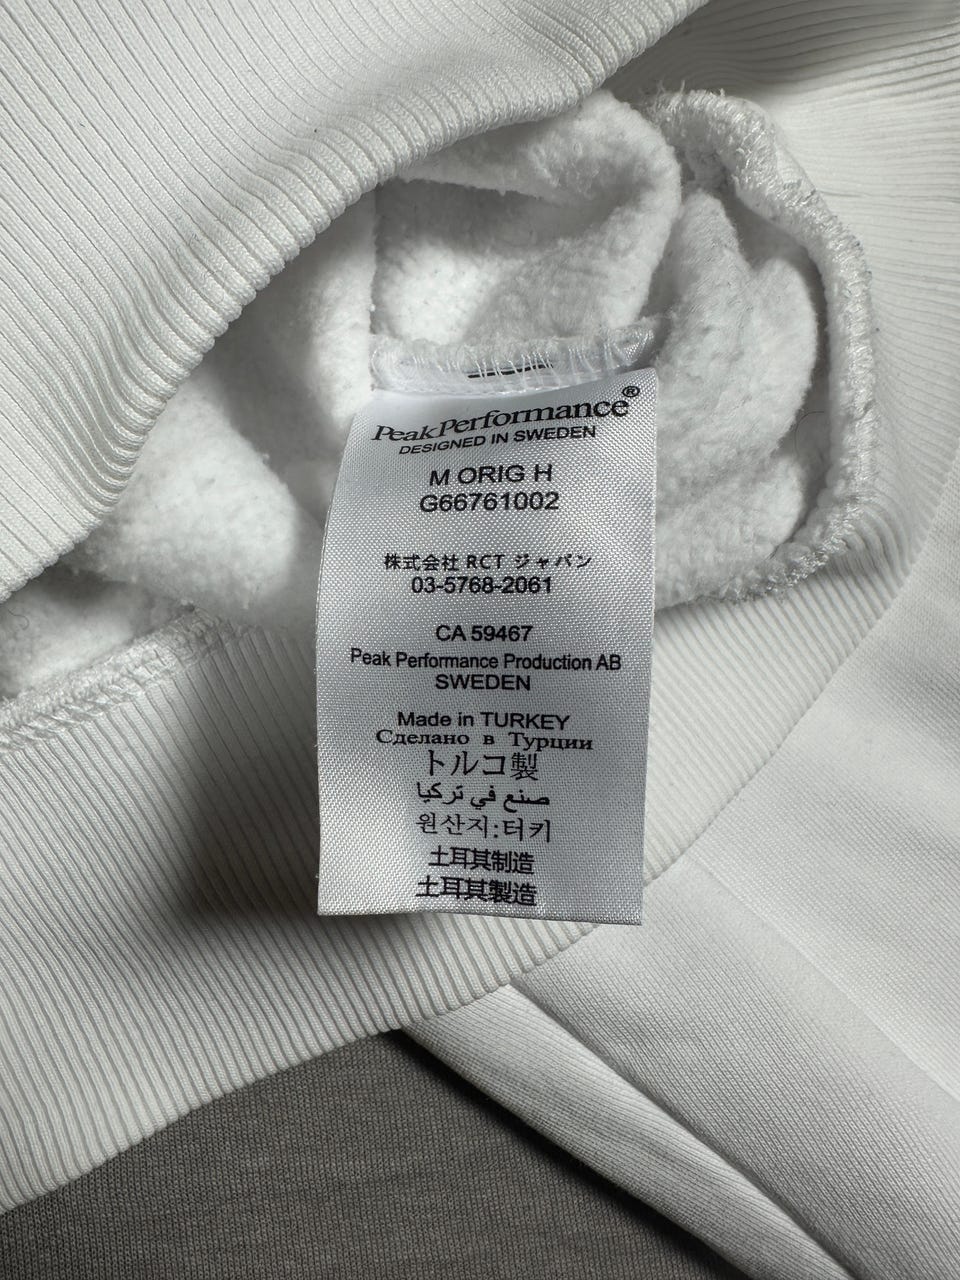 PeakPerformance®
DESIGNED IN SWEDEN
M ORIG H
G66761002
株式会社 RCT ジャパン
03-5768-2061
CA 59467
Peak Performance Production AB
SWEDEN
Made in TURKEY
Сделано в Турции
トルコ製
صنع في تركيا
원산지:터키
土耳其制造
土耳其製造